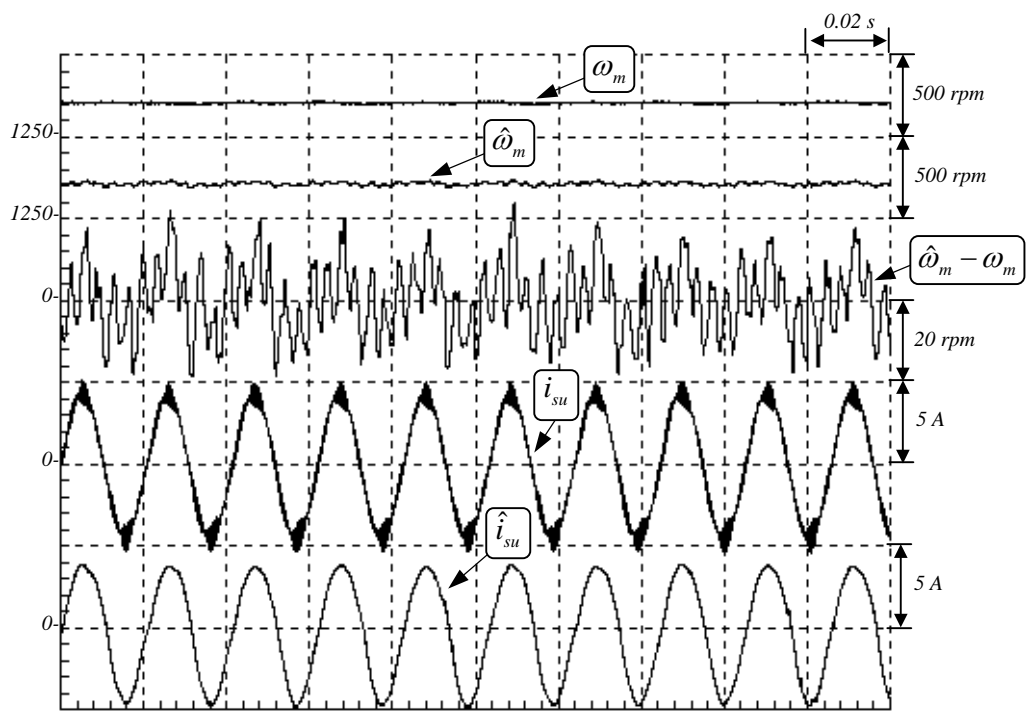 0.02 s
ω_m
500 rpm
1250-
ω̂_m
500 rpm
1250-
ω̂_m − ω_m
0-
20 rpm
i_su
5 A
0-
î_su
5 A
0-